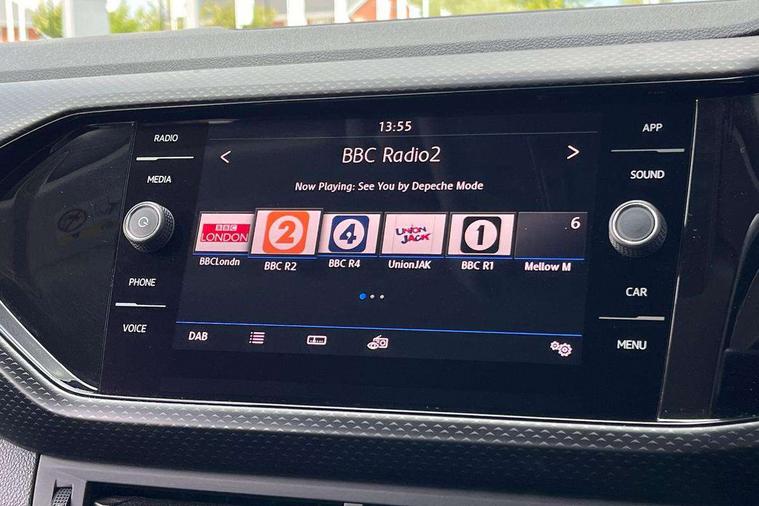 13:55
RADIO
APP
BBC Radio2
MEDIA
SOUND
Now Playing: See You by Depeche Mode
BBC
LONDON
2
4
UNION
JACK
1
6
BBCLondn
BBC R2
BBC R4
UnionJAK
BBC R1
Mellow M
PHONE
CAR
VOICE
DAB
MENU